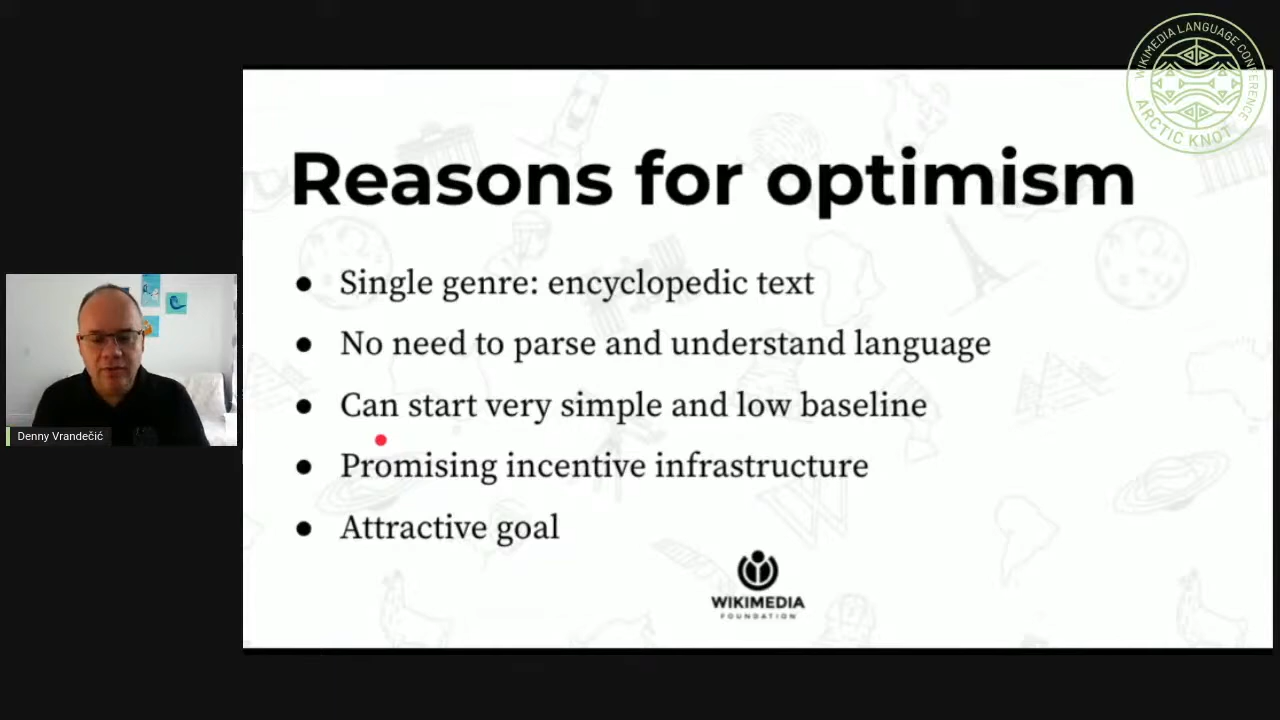 WIKIMEDIA LANGUAGE CONFERENCE
ARCTIC KNOT
Reasons for optimism
● Single genre: encyclopedic text
● No need to parse and understand language
● Can start very simple and low baseline
● Promising incentive infrastructure
● Attractive goal
Denny Vrandečić
WIKIMEDIA
FOUNDATION